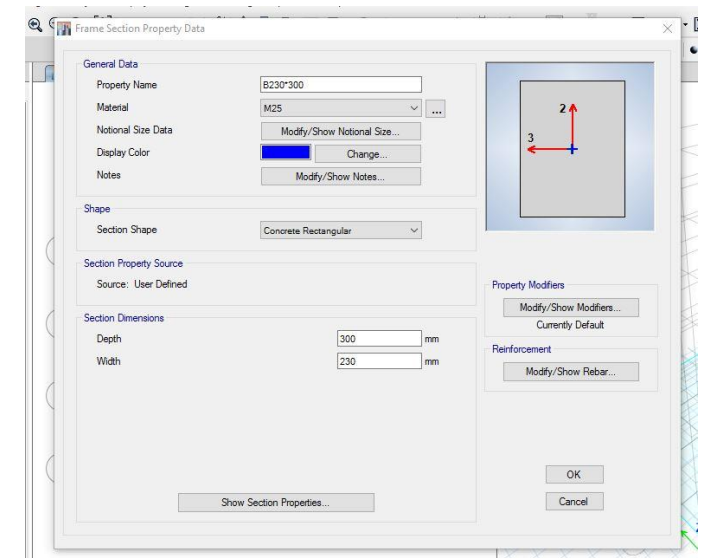 Frame Section Property Data
General Data
Property Name B230*300
Material M25 ...
Notional Size Data Modify/Show Notional Size...
Display Color Change...
Notes Modify/Show Notes...
2
3
Shape
Section Shape Concrete Rectangular
Section Property Source
Source: User Defined
Property Modifiers
Modify/Show Modifiers...
Currently Default
Section Dimensions
Depth 300 mm
Width 230 mm
Reinforcement
Modify/Show Rebar...
OK
Show Section Properties...
Cancel